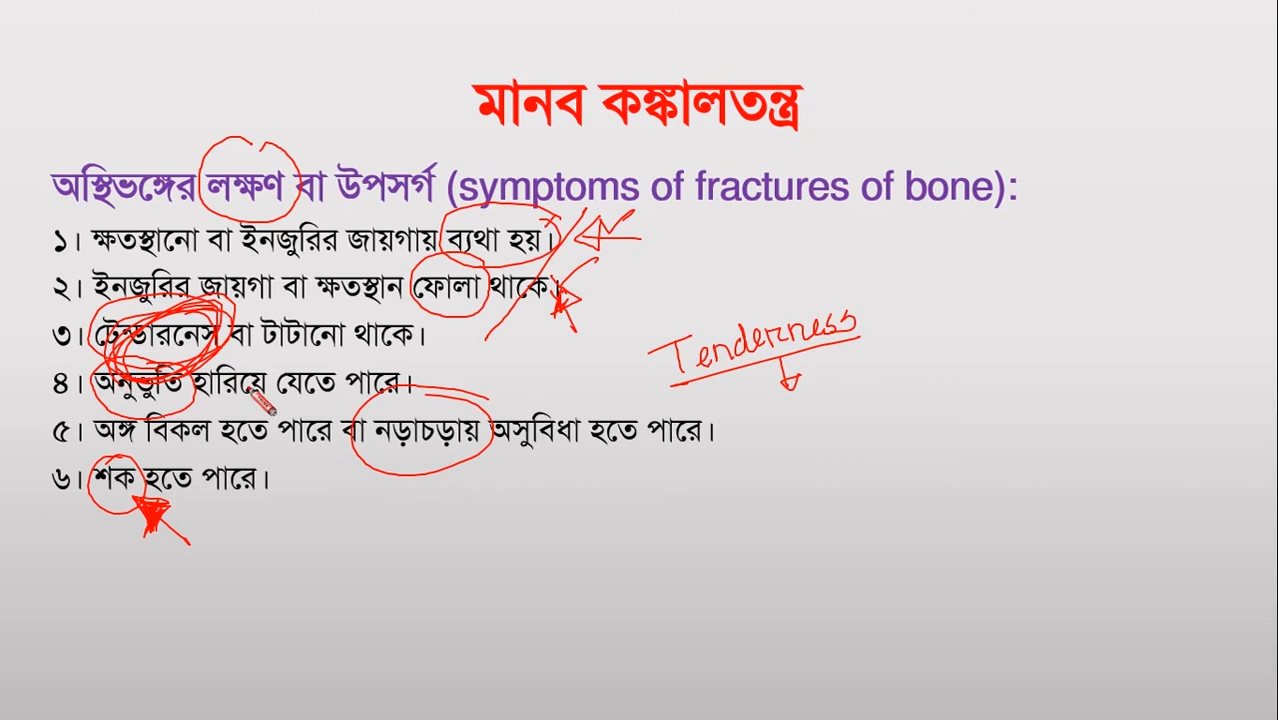 মানব কঙ্কালতন্ত্র
অস্থিভঙ্গের লক্ষণ বা উপসর্গ (symptoms of fractures of bone):
১। ক্ষতস্থানো বা ইনজুরির জায়গায় ব্যথা হয়।
২। ইনজুরির জায়গা বা ক্ষতস্থান ফোলা থাকে।
৩। টেন্ডারনেস বা টাটানো থাকে।
Tenderness
৪। অনুভুতি হারিয়ে যেতে পারে।
৫। অঙ্গ বিকল হতে পারে বা নড়াচড়ায় অসুবিধা হতে পারে।
৬। শক হতে পারে।